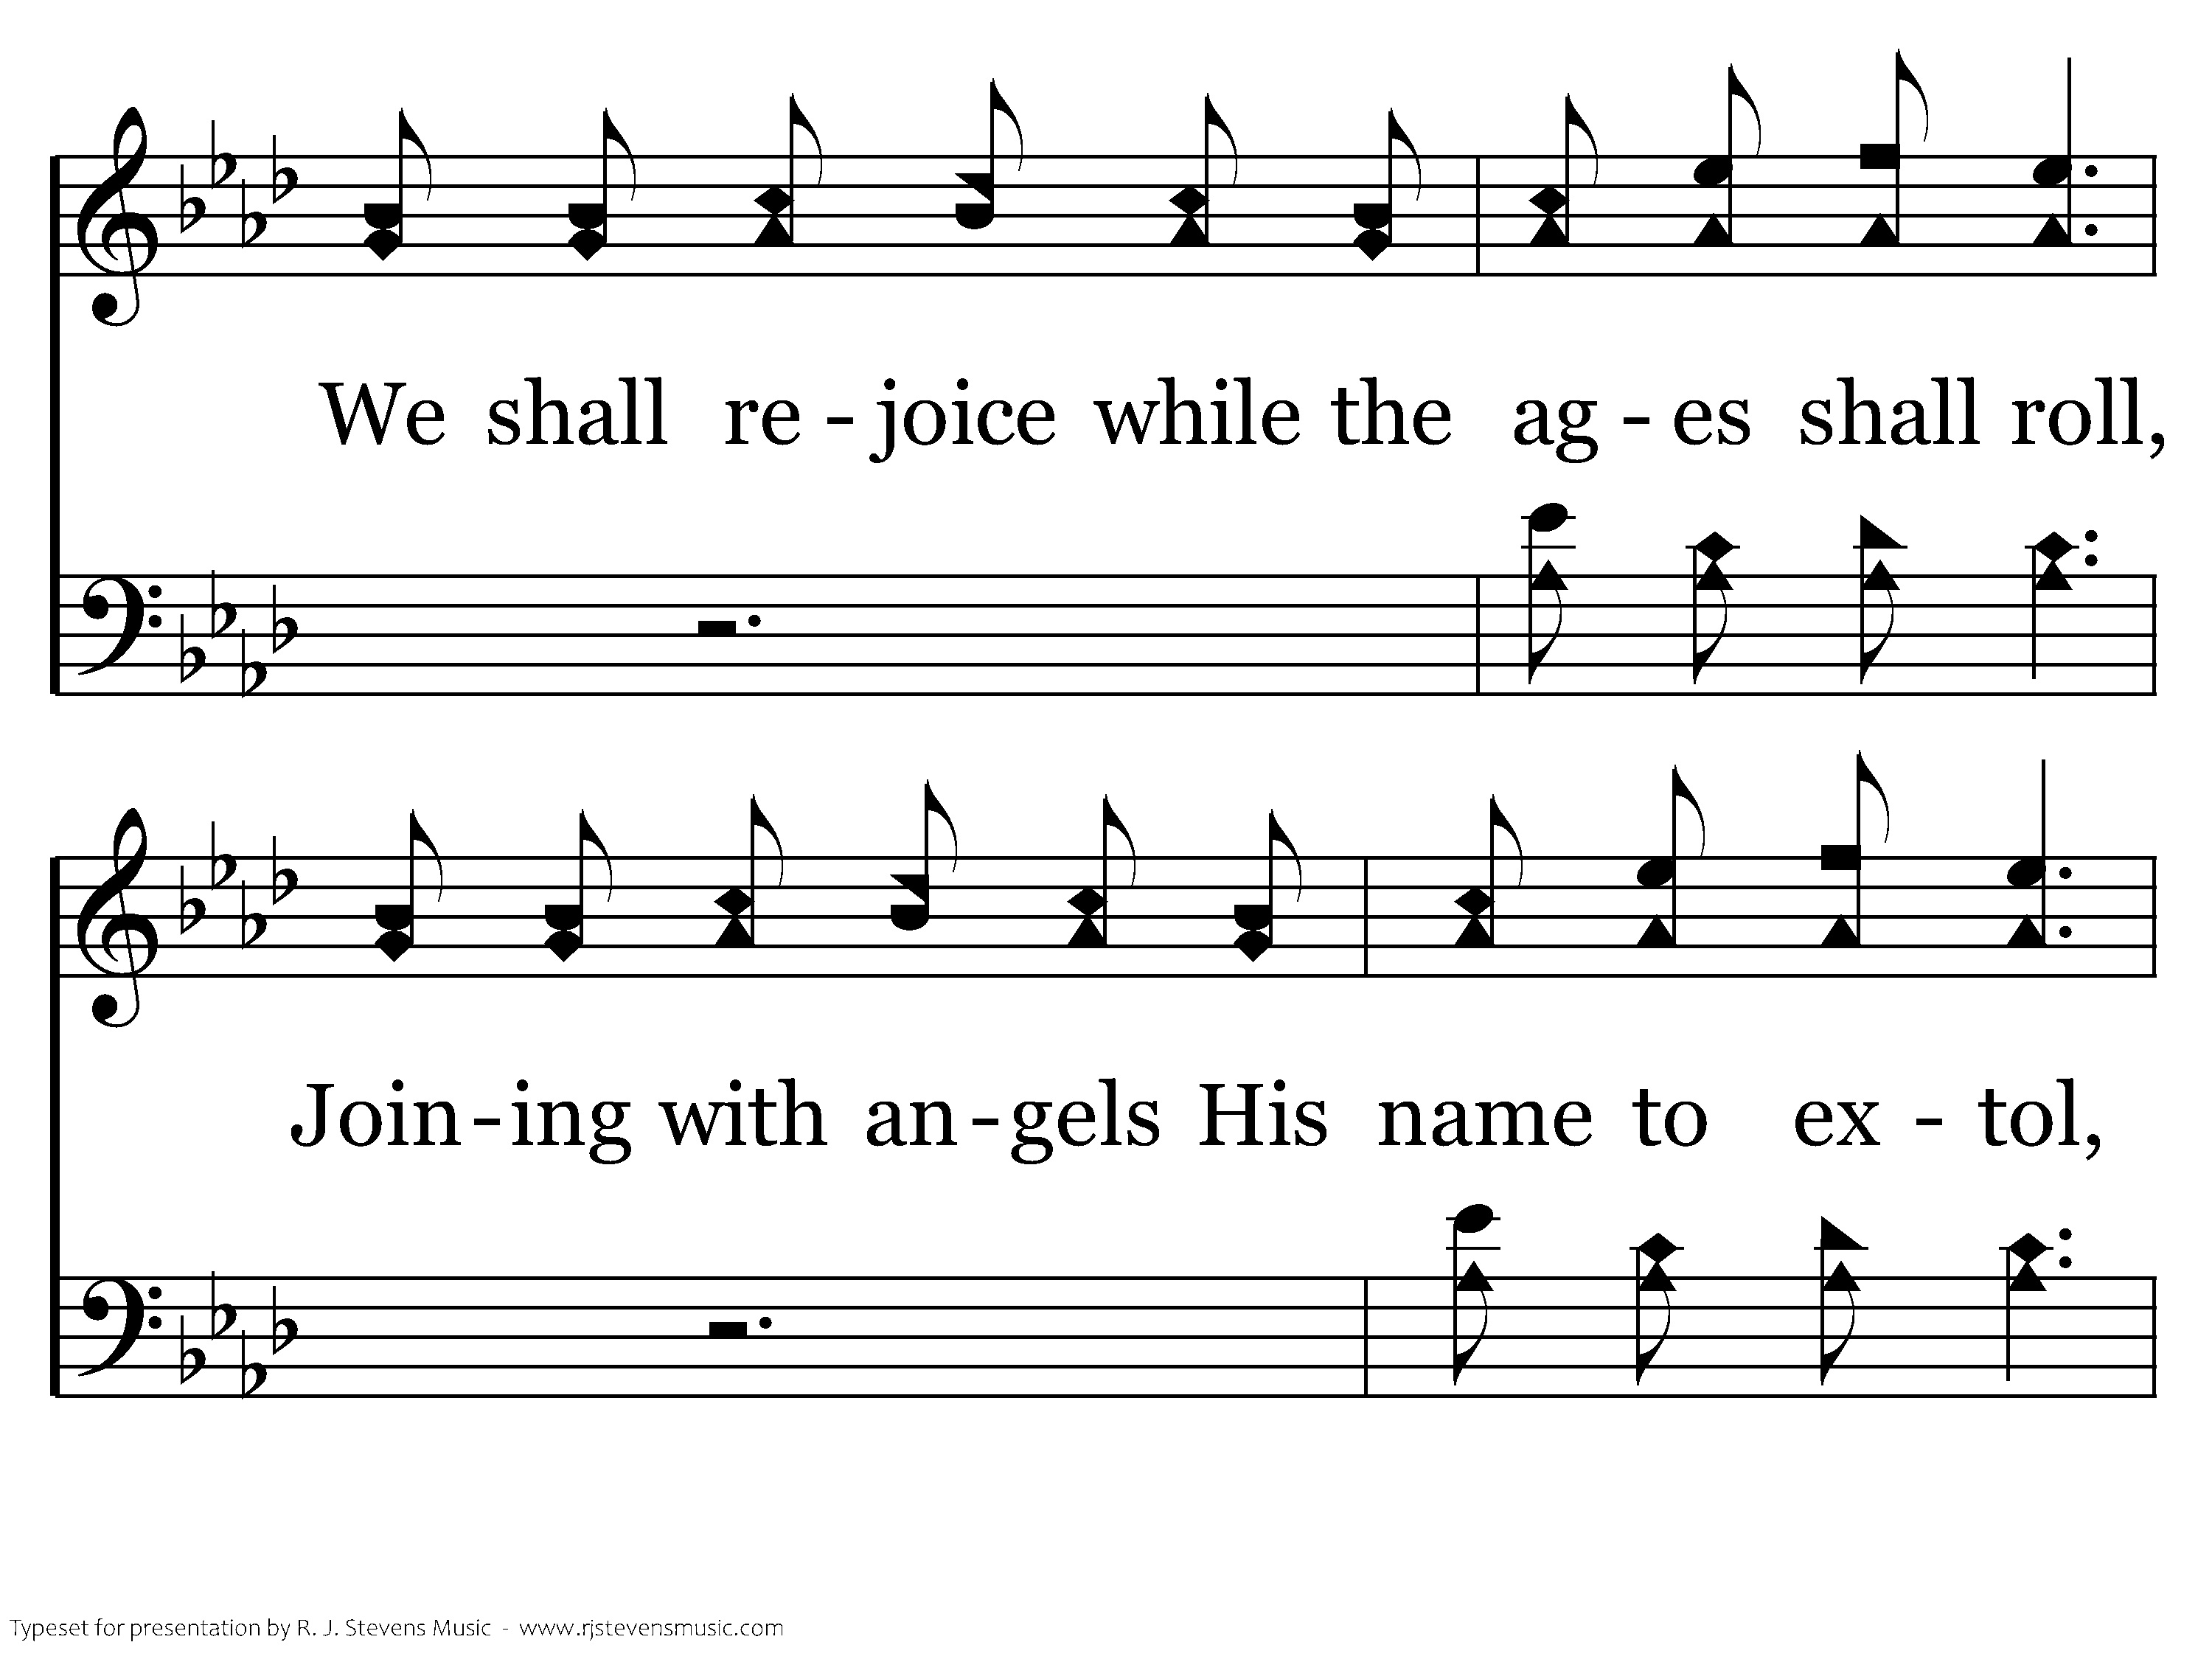 We shall re - joice while the ag - es shall roll,
Join - ing with an - gels His name to ex - tol,
Typeset for presentation by R. J. Stevens Music - www.rjstevensmusic.com